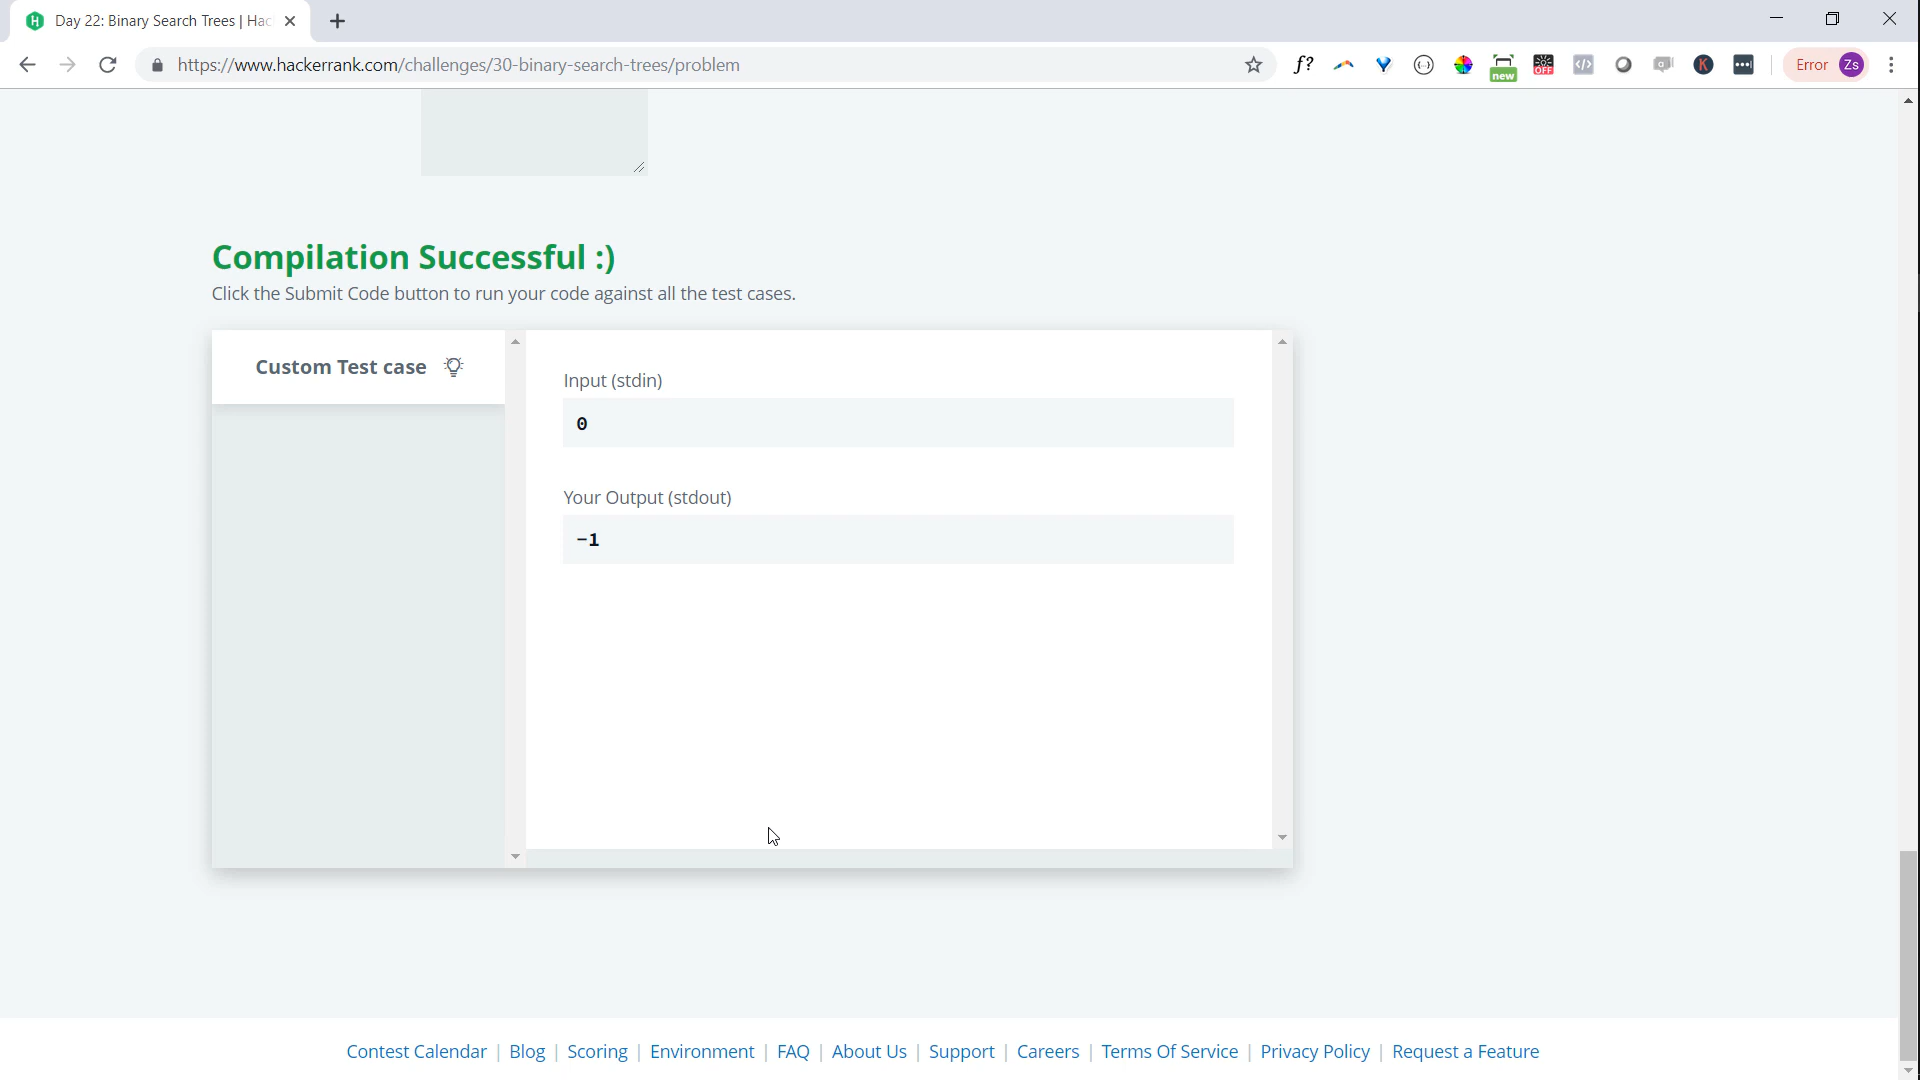 Day 22: Binary Search Trees | Hac
https://www.hackerrank.com/challenges/30-binary-search-trees/problem
f?
new
OFF
K
Error
Zs
Compilation Successful :)
Click the Submit Code button to run your code against all the test cases.
Custom Test case
Input (stdin)
0
Your Output (stdout)
-1
Contest Calendar | Blog | Scoring | Environment | FAQ | About Us | Support | Careers | Terms Of Service | Privacy Policy | Request a Feature